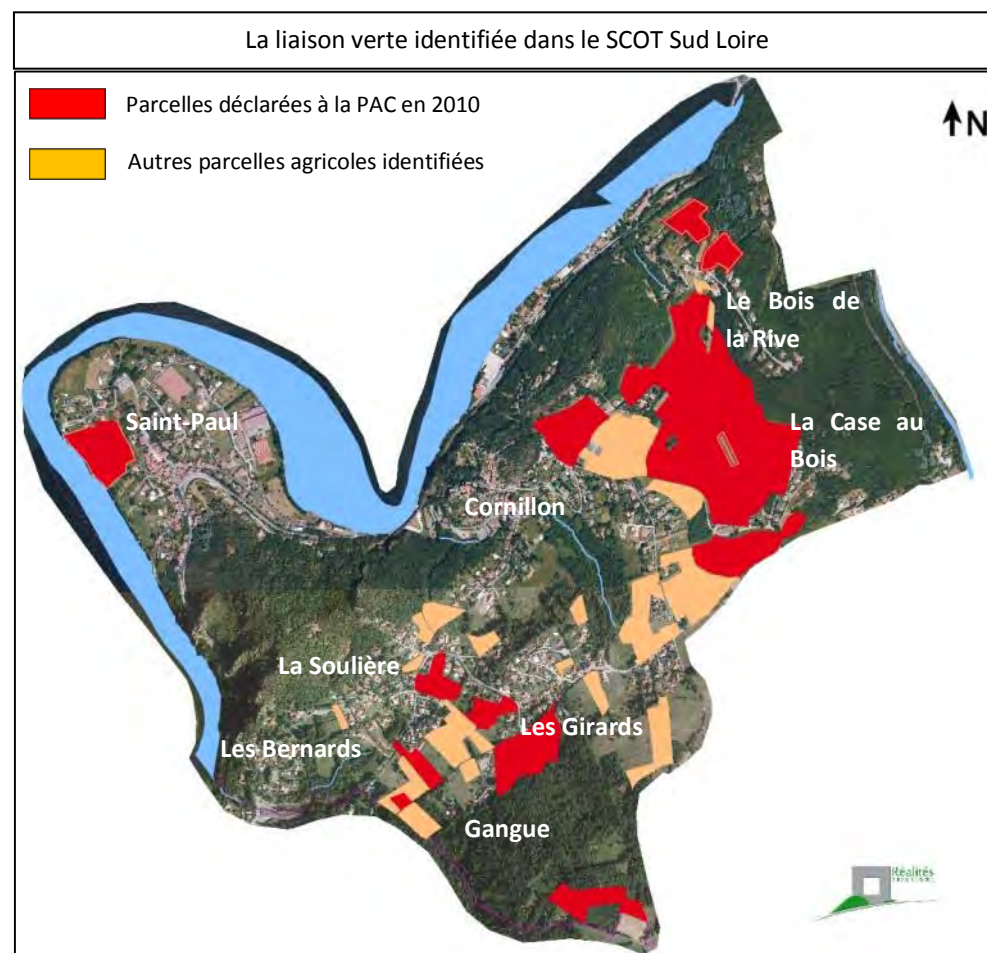 La liaison verte identifiée dans le SCOT Sud Loire
Parcelles déclarées à la PAC en 2010
Autres parcelles agricoles identifiées
N
Le Bois de
la Rive
Saint-Paul
La Case au
Bois
Cornillon
La Soulière
Les Girards
Les Bernards
Gangue
Réalités